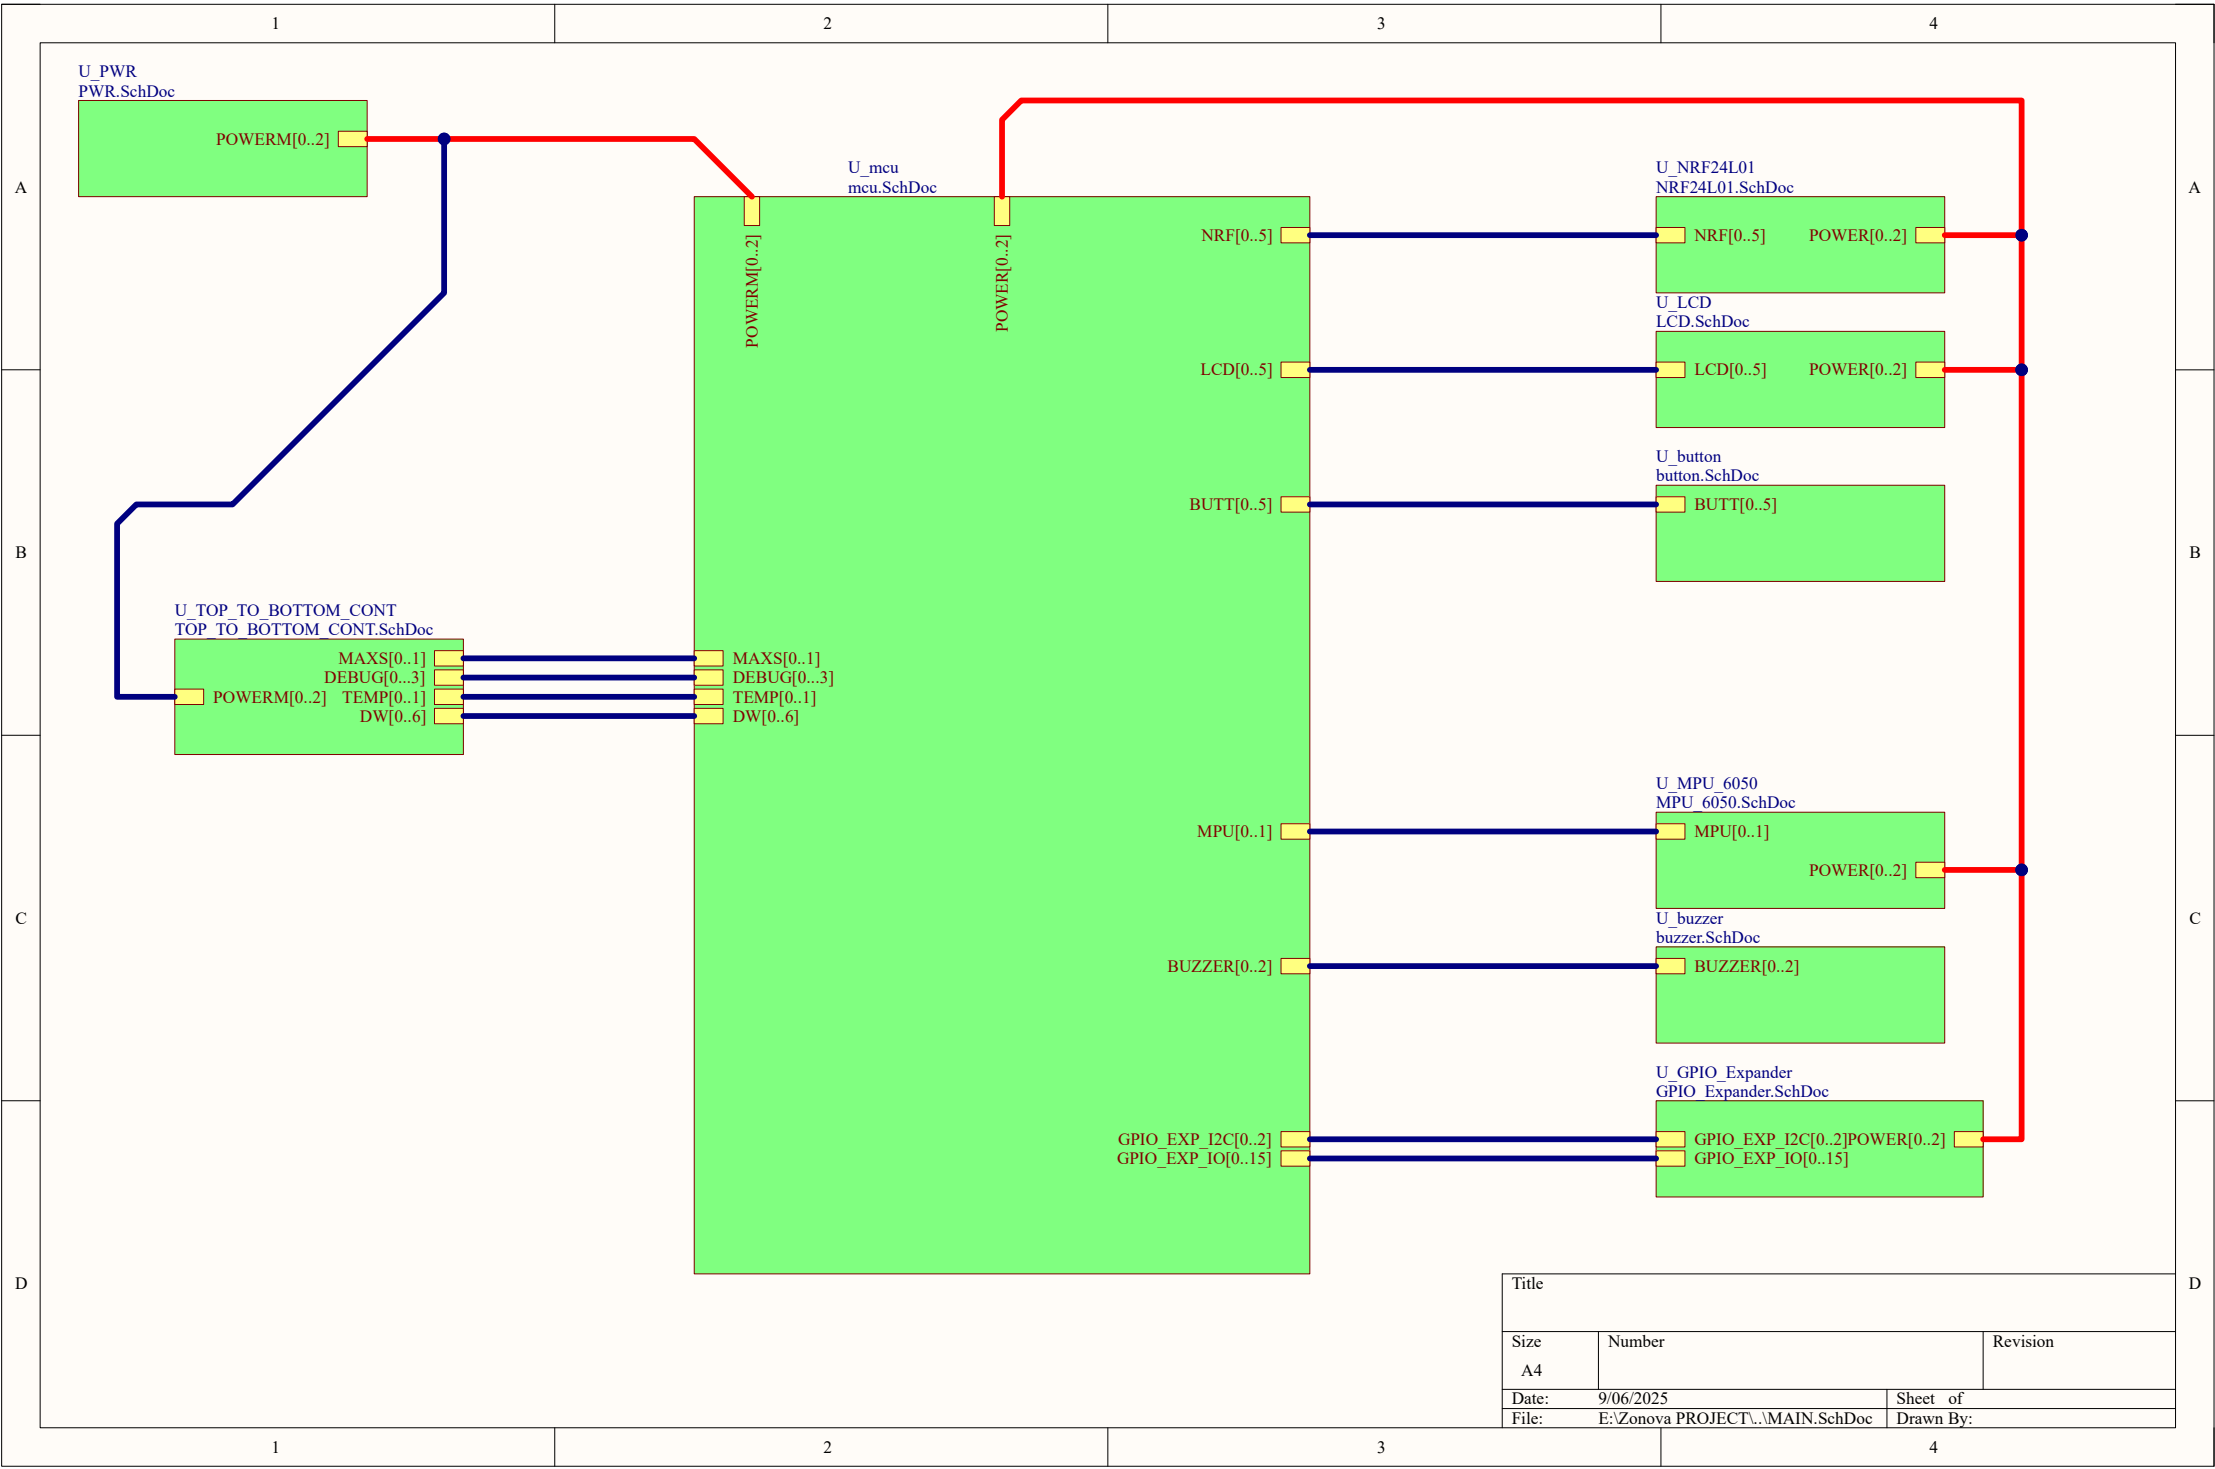 1 2 3 4
U_PWR
PWR.SchDoc
POWERM[0..2]
A
A
U_mcu
mcu.SchDoc
POWERM[0..2]
POWER[0..2]
NRF[0..5]
LCD[0..5]
BUTT[0..5]
MAXS[0..1]
DEBUG[0...3]
TEMP[0..1]
DW[0..6]
MPU[0..1]
BUZZER[0..2]
GPIO_EXP_I2C[0..2]
GPIO_EXP_IO[0..15]
U_NRF24L01
NRF24L01.SchDoc
NRF[0..5] POWER[0..2]
U_LCD
LCD.SchDoc
LCD[0..5] POWER[0..2]
U_button
button.SchDoc
BUTT[0..5]
B
B
U_TOP_TO_BOTTOM_CONT
TOP_TO_BOTTOM_CONT.SchDoc
MAXS[0..1]
DEBUG[0...3]
POWERM[0..2] TEMP[0..1]
DW[0..6]
U_MPU_6050
MPU_6050.SchDoc
MPU[0..1]
POWER[0..2]
C
C
U_buzzer
buzzer.SchDoc
BUZZER[0..2]
U_GPIO_Expander
GPIO_Expander.SchDoc
GPIO_EXP_I2C[0..2]POWER[0..2]
GPIO_EXP_IO[0..15]
D
D
Title
Size Number Revision
A4
Date: 9/06/2025 Sheet of
File: E:\Zonova PROJECT\..\MAIN.SchDoc Drawn By:
1 2 3 4